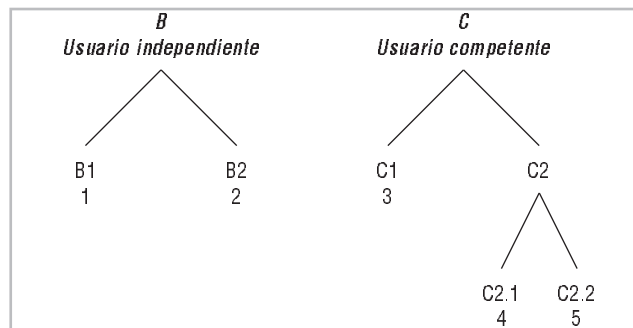 B C
Usuario independiente Usuario competente
B1 B2 C1 C2
1 2 3
C2.1 C2.2
4 5